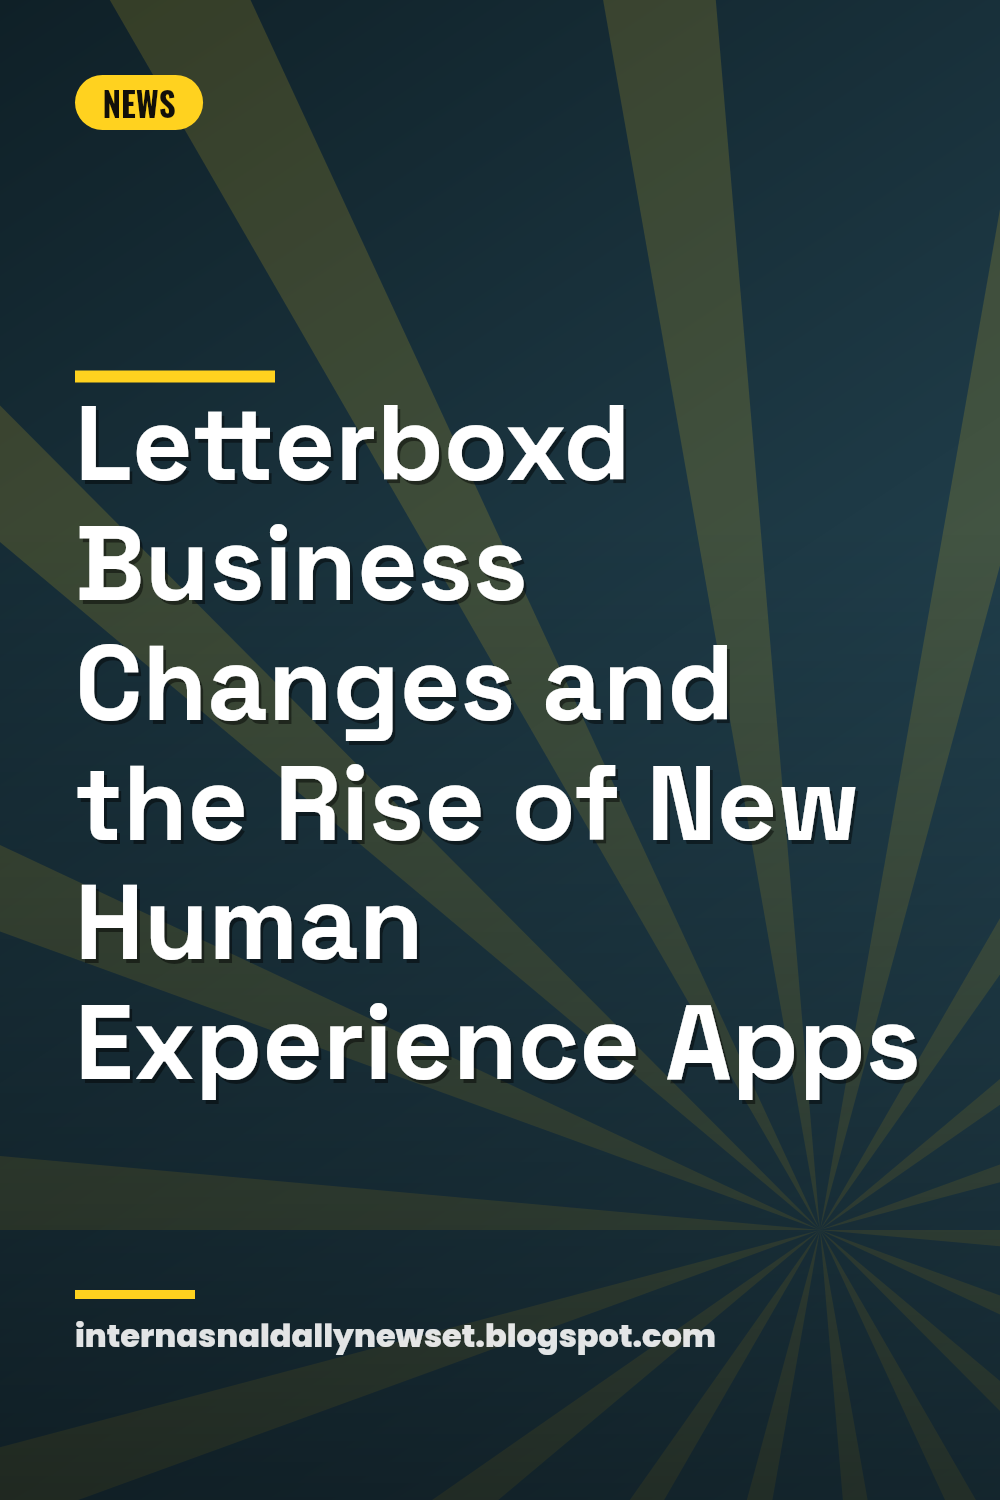 NEWS
Letterboxd
Business
Changes and
the Rise of New
Human
Experience Apps
internasnaldallynewset.blogspot.com